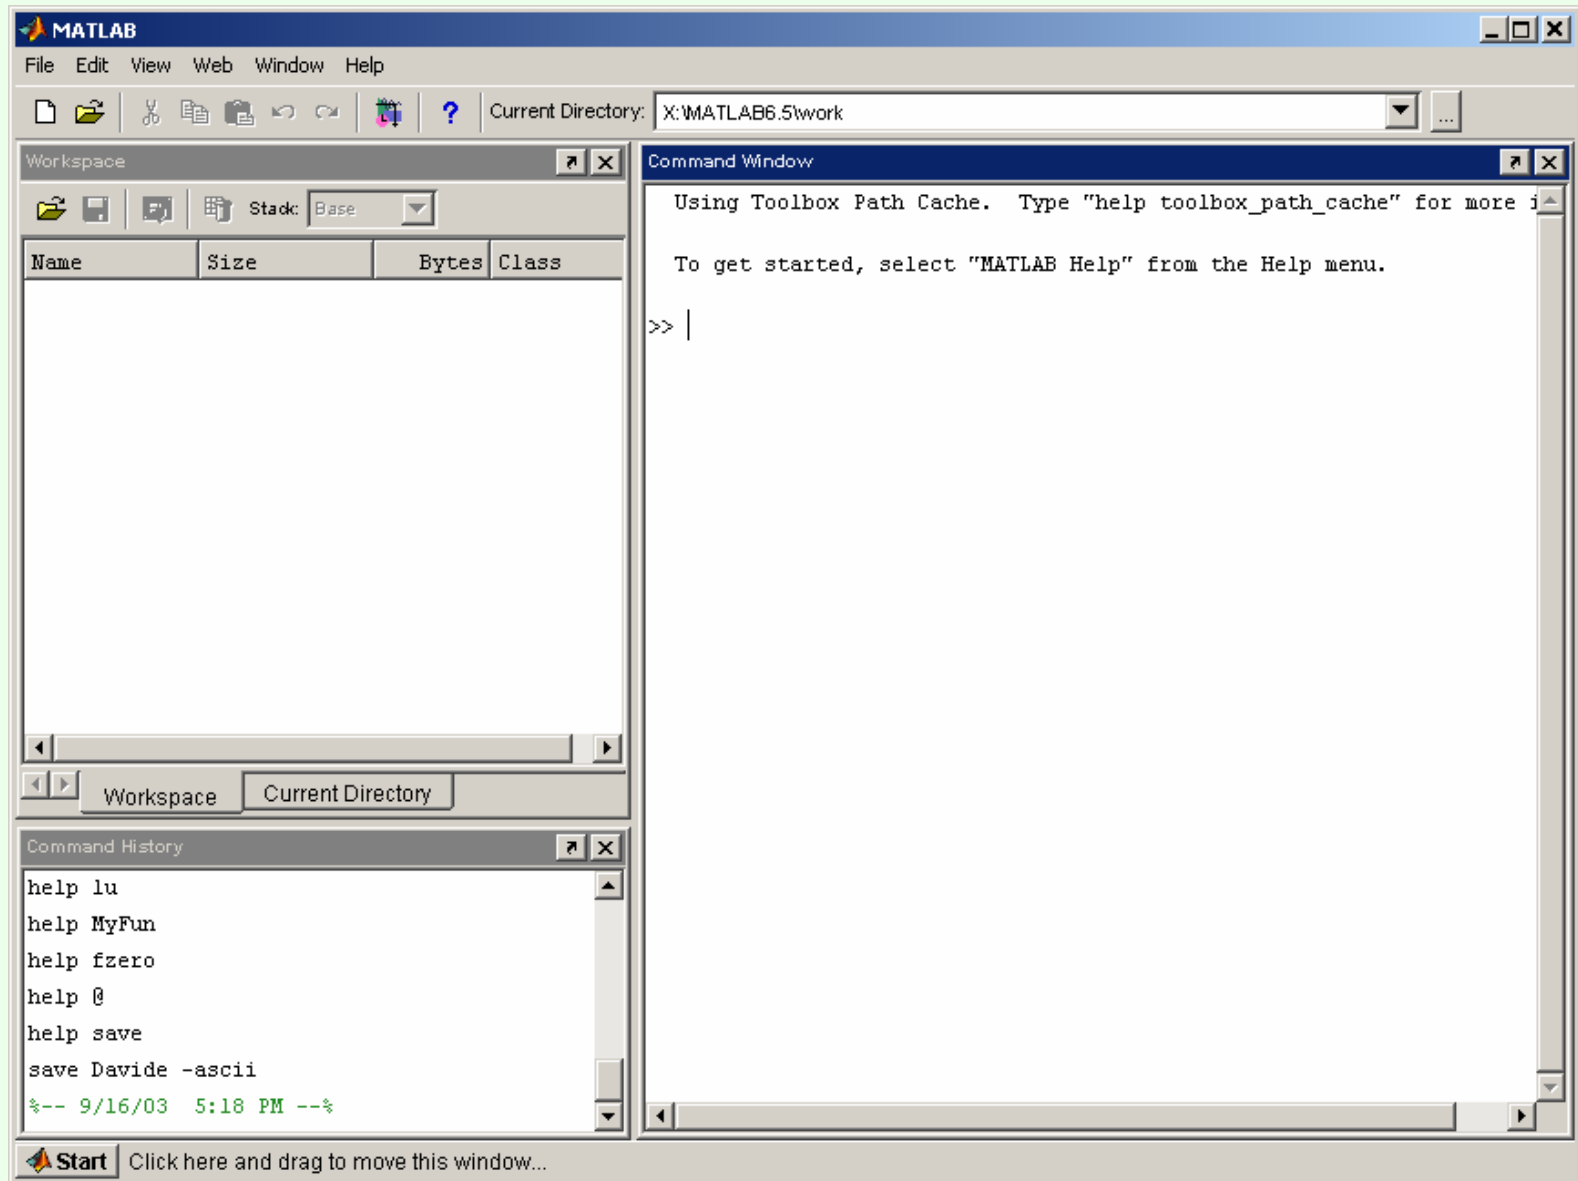 MATLAB
File Edit View Web Window Help
? Current Directory: X:\MATLAB6.5\work ...
Workspace
Stack: Base
Name Size Bytes Class
Workspace Current Directory
Command History
help lu
help MyFun
help fzero
help @
help save
save Davide -ascii
%-- 9/16/03 5:18 PM --%
Command Window
Using Toolbox Path Cache. Type "help toolbox_path_cache" for more i
To get started, select "MATLAB Help" from the Help menu.
>>
Start Click here and drag to move this window...